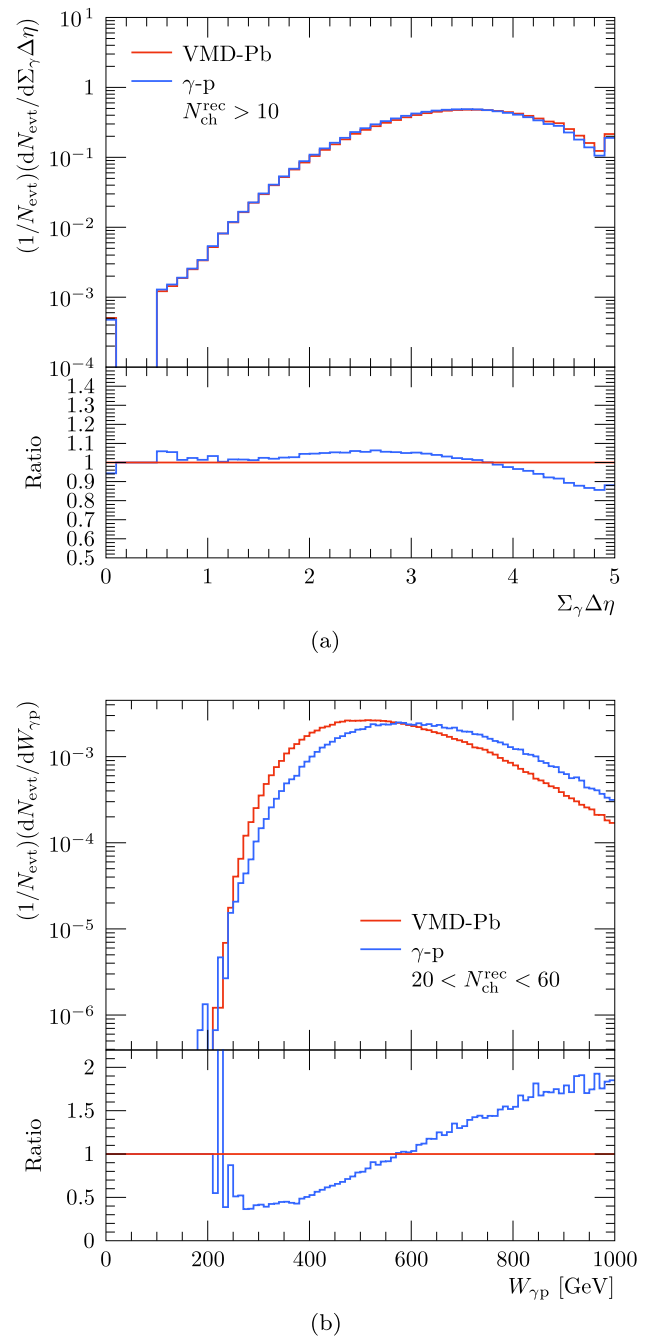 (1/N_evt)(dN_evt/dΣ_γΔη)
10^1
1
10^−1
10^−2
10^−3
10^−4
VMD-Pb
γ-p
N_ch^rec > 10
Ratio
1.4
1.3
1.2
1.1
1
0.9
0.8
0.7
0.6
0.5
0 1 2 3 4 5
Σ_γΔη
(a)
(1/N_evt)(dN_evt/dW_γp)
10^−3
10^−4
10^−5
10^−6
VMD-Pb
γ-p
20 < N_ch^rec < 60
Ratio
2
1.5
1
0.5
0
0 200 400 600 800 1000
W_γp [GeV]
(b)